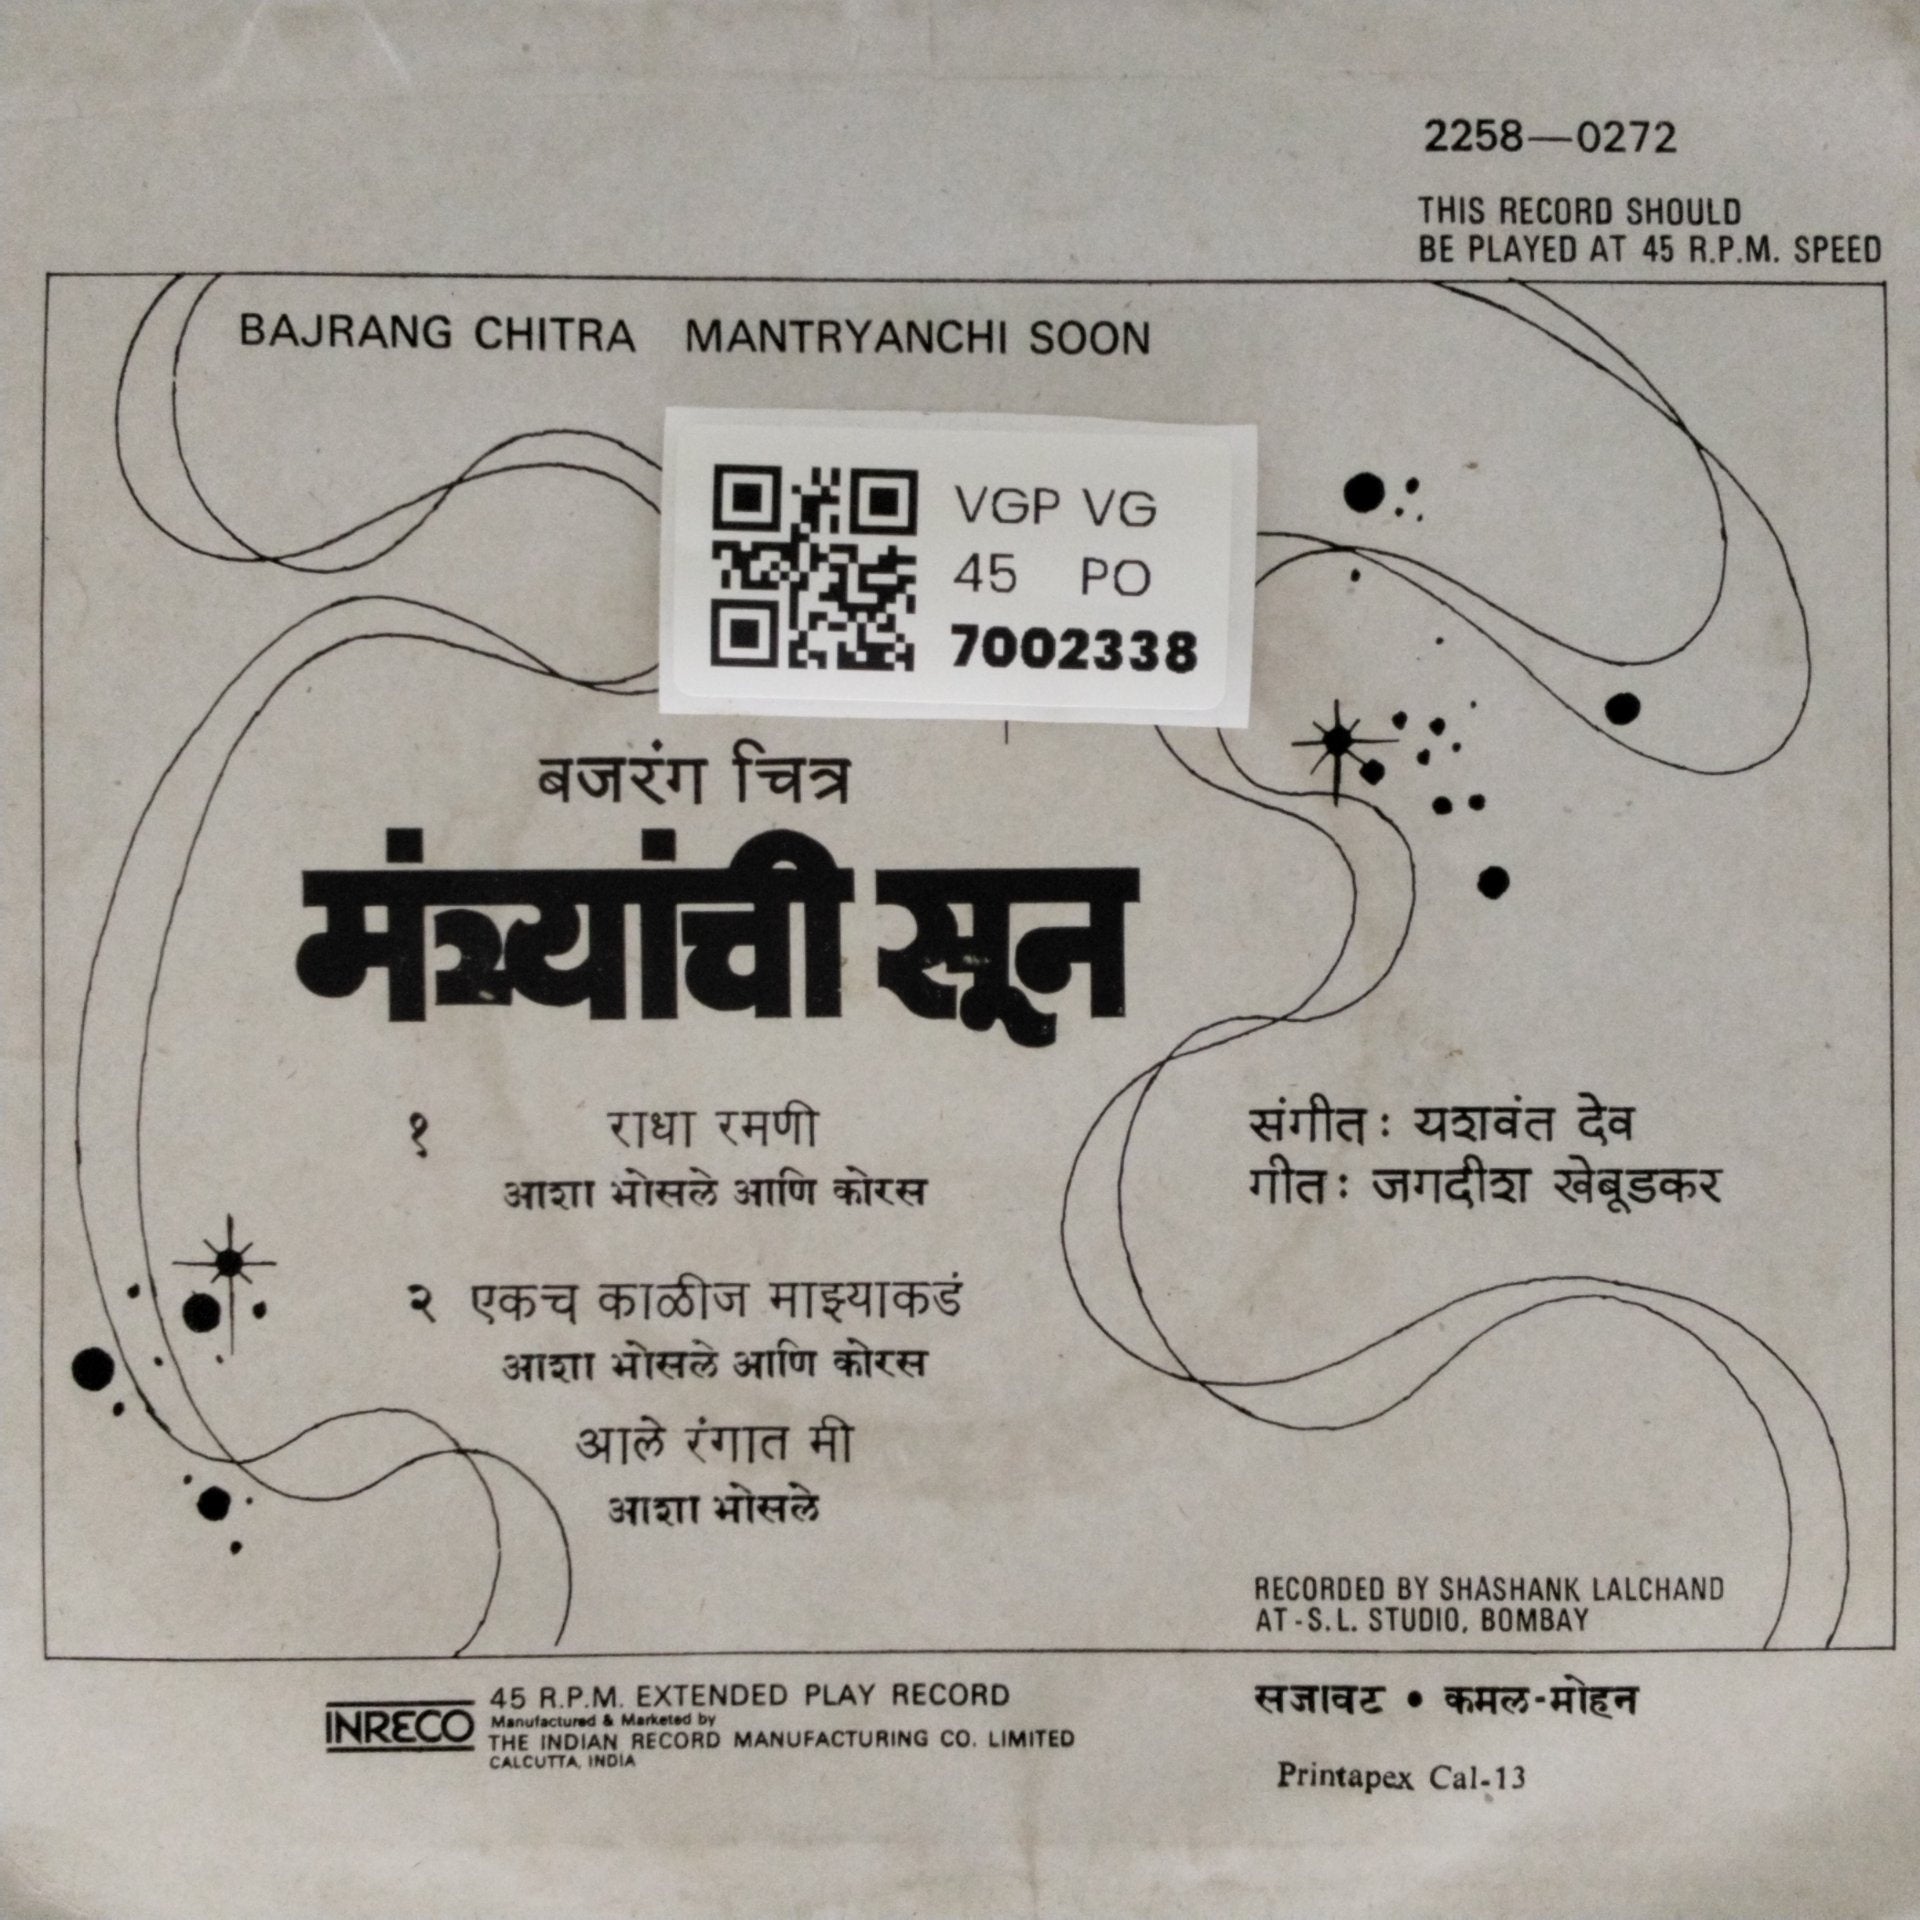 2258—0272
THIS RECORD SHOULD
BE PLAYED AT 45 R.P.M. SPEED
BAJRANG CHITRA MANTRYANCHI SOON
VGP VG
45 PO
7002338
बजरंग चित्र
मंत्र्यांची सून
१ राधा रमणी
आशा भोसले आणि कोरस
२ एकच काळीज माझ्याकडं
आशा भोसले आणि कोरस
आले रंगात मी
आशा भोसले
संगीत: यशवंत देव
गीत: जगदीश खेबूडकर
RECORDED BY SHASHANK LALCHAND
AT-S.L. STUDIO, BOMBAY
INRECO
45 R.P.M. EXTENDED PLAY RECORD
Manufactured & Marketed by
THE INDIAN RECORD MANUFACTURING CO. LIMITED
CALCUTTA, INDIA
सजावट • कमल-मोहन
Printapex Cal-13